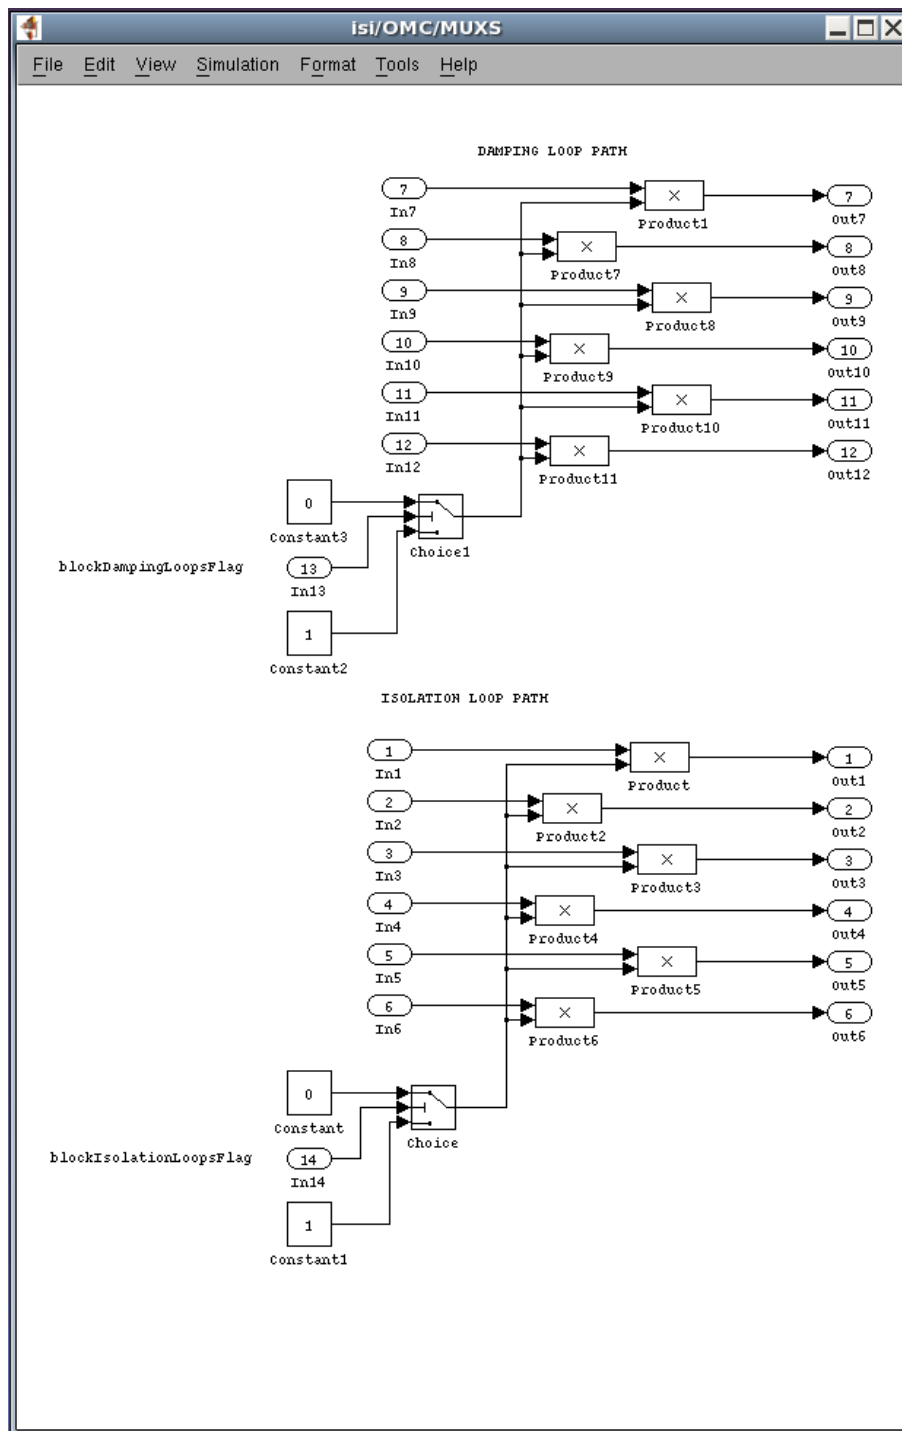 isi/OMC/MUXS
File Edit View Simulation Format Tools Help
DAMPING LOOP PATH
7
In7
×
Product1
7
out7
8
In8
×
Product7
8
out8
9
In9
×
Product8
9
out9
10
In10
×
Product9
10
out10
11
In11
×
Product10
11
out11
12
In12
×
Product11
12
out12
0
Constant3
Choice1
blockDampingLoopsFlag
13
In13
1
Constant2
ISOLATION LOOP PATH
1
In1
×
Product
1
out1
2
In2
×
Product2
2
out2
3
In3
×
Product3
3
out3
4
In4
×
Product4
4
out4
5
In5
×
Product5
5
out5
6
In6
×
Product6
6
out6
0
Constant
Choice
blockIsolationLoopsFlag
14
In14
1
Constant1